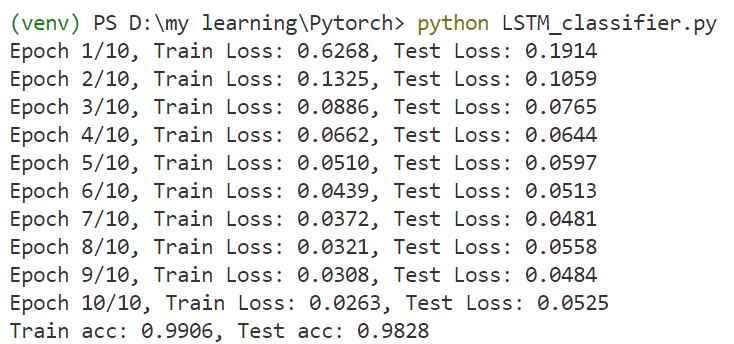 (venv) PS D:\my learning\Pytorch> python LSTM_classifier.py
Epoch 1/10, Train Loss: 0.6268, Test Loss: 0.1914
Epoch 2/10, Train Loss: 0.1325, Test Loss: 0.1059
Epoch 3/10, Train Loss: 0.0886, Test Loss: 0.0765
Epoch 4/10, Train Loss: 0.0662, Test Loss: 0.0644
Epoch 5/10, Train Loss: 0.0510, Test Loss: 0.0597
Epoch 6/10, Train Loss: 0.0439, Test Loss: 0.0513
Epoch 7/10, Train Loss: 0.0372, Test Loss: 0.0481
Epoch 8/10, Train Loss: 0.0321, Test Loss: 0.0558
Epoch 9/10, Train Loss: 0.0308, Test Loss: 0.0484
Epoch 10/10, Train Loss: 0.0263, Test Loss: 0.0525
Train acc: 0.9906, Test acc: 0.9828